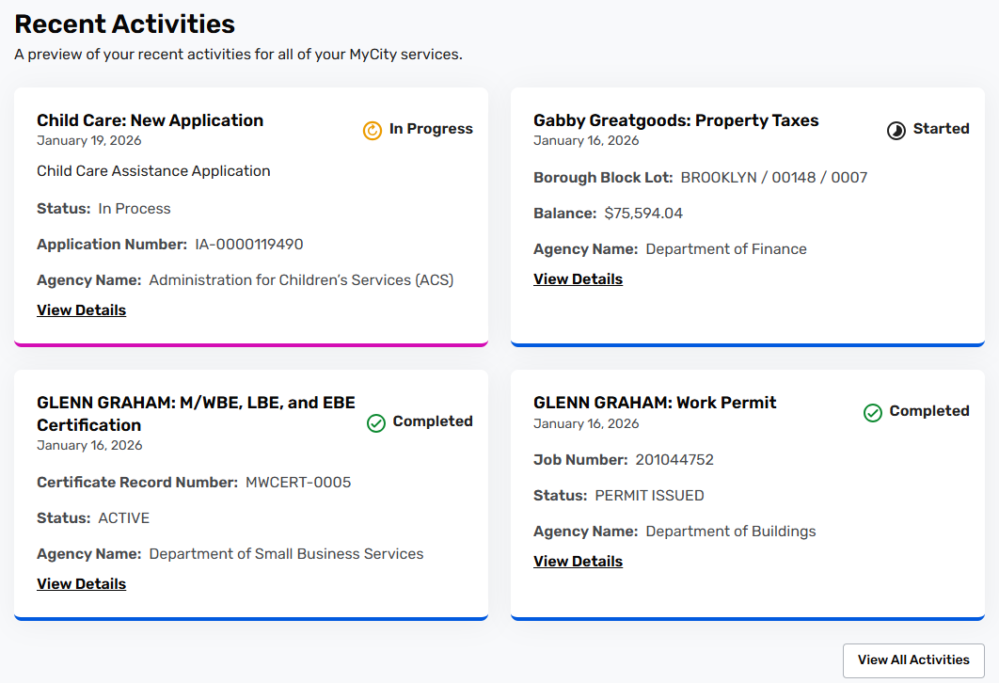 Recent Activities
A preview of your recent activities for all of your MyCity services.
Child Care: New Application
January 19, 2026
In Progress
Child Care Assistance Application
Status: In Process
Application Number: IA-0000119490
Agency Name: Administration for Children’s Services (ACS)
View Details
Gabby Greatgoods: Property Taxes
January 16, 2026
Started
Borough Block Lot: BROOKLYN / 00148 / 0007
Balance: $75,594.04
Agency Name: Department of Finance
View Details
GLENN GRAHAM: M/WBE, LBE, and EBE
Certification
January 16, 2026
Completed
Certificate Record Number: MWCERT-0005
Status: ACTIVE
Agency Name: Department of Small Business Services
View Details
GLENN GRAHAM: Work Permit
January 16, 2026
Completed
Job Number: 201044752
Status: PERMIT ISSUED
Agency Name: Department of Buildings
View Details
View All Activities